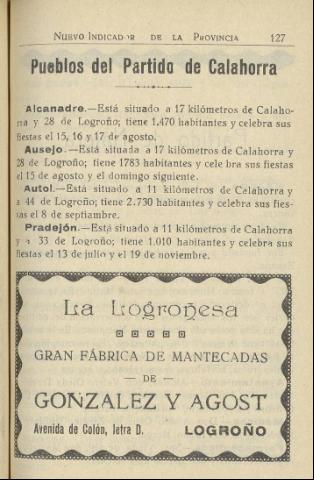 NUEVO INDICADOR DE LA PROVINCIA 127
Pueblos del Partido de Calahorra
Alcanadre.—Está situado a 17 kilómetros de Calaho-
rra y 28 de Logroño; tiene 1.470 habitantes y celebra sus
fiestas el 15, 16 y 17 de agosto.
Ausejo.—Está situada a 17 kilómetros de Calahorra y
28 de Logroño; tiene 1783 habitantes y cele bra sus fiestas
el 15 de agosto y el domingo siguiente.
Autol.—Está situado a 11 kilómetros de Calahorra y
a 44 de Logroño; tiene 2.730 habitantes y celebra sus fies-
tas el 8 de septiambre.
Pradejón.—Está situado a 11 kilómetros de Calahorra
y a 33 de Logroño; tiene 1.010 habitantes y celebra sus
fiestas el 13 de julio y el 19 de noviembre.
La Logroñesa
GRAN FÁBRICA DE MANTECADAS
— DE —
GONZALEZ Y AGOST
Avenida de Colón, letra D. LOGROÑO